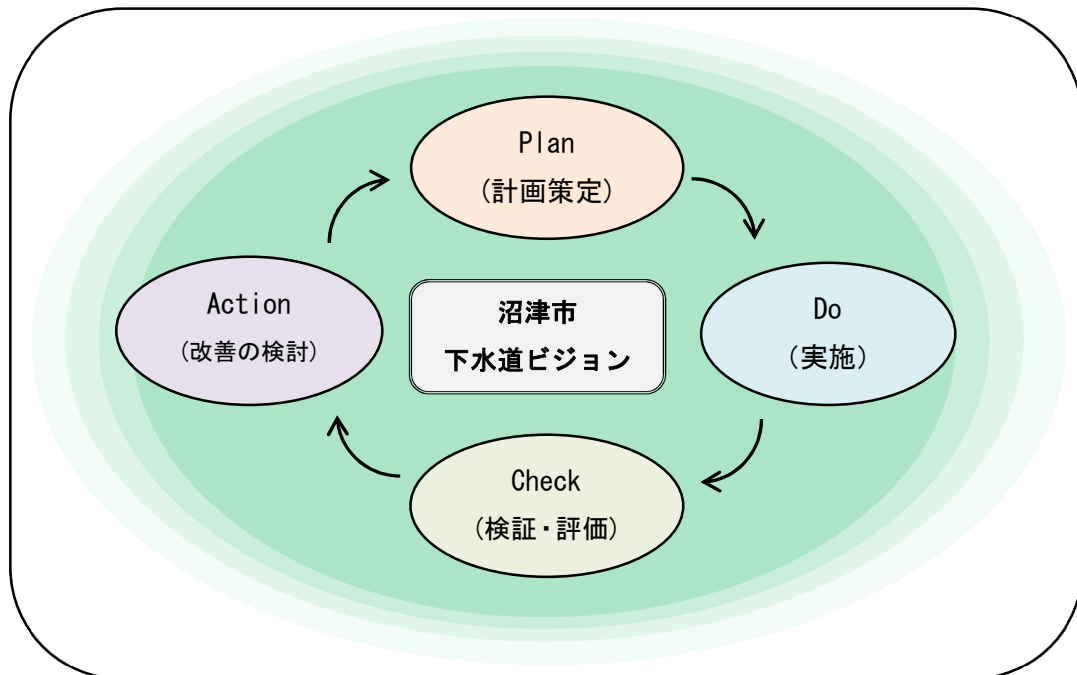 Plan
(計画策定)
Action
(改善の検討)
沼津市
下水道ビジョン
Do
(実施)
Check
(検証・評価)